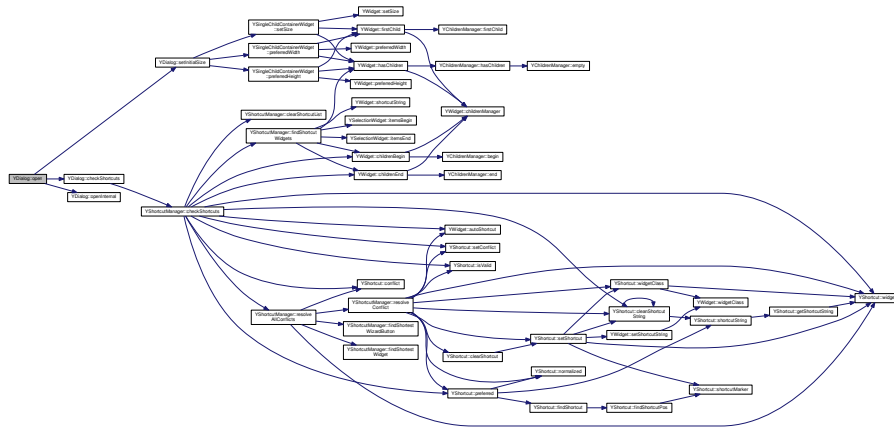 YWidget::setSize
YSingleChildContainerWidget
::setSize
YWidget::firstChild
YChildrenManager::firstChild
YSingleChildContainerWidget
::preferredWidth
YWidget::preferredWidth
YDialog::setInitialSize
YWidget::hasChildren
YChildrenManager::hasChildren
YChildrenManager::empty
YSingleChildContainerWidget
::preferredHeight
YWidget::preferredHeight
YWidget::shortcutString
YShortcutManager::clearShortcutList
YWidget::childrenManager
YSelectionWidget::itemsBegin
YShortcutManager::findShortcut
Widgets
YSelectionWidget::itemsEnd
YWidget::childrenBegin
YChildrenManager::begin
YWidget::childrenEnd
YChildrenManager::end
YDialog::open
YDialog::checkShortcuts
YDialog::openInternal
YShortcutManager::checkShortcuts
YWidget::autoShortcut
YShortcut::setConflict
YShortcut::isValid
YShortcut::conflict
YShortcut::widgetClass
YShortcut::widget
YShortcutManager::resolve
Conflict
YWidget::widgetClass
YShortcut::clearShortcut
String
YShortcut::getShortcutString
YShortcutManager::resolve
AllConflicts
YShortcut::shortcutString
YShortcutManager::findShortest
WizardButton
YWidget::setShortcutString
YShortcut::setShortcut
YShortcutManager::findShortest
Widget
YShortcut::clearShortcut
YShortcut::normalized
YShortcut::preferred
YShortcut::shortcutMarker
YShortcut::findShortcut
YShortcut::findShortcutPos